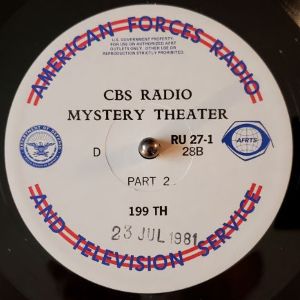 AMERICAN FORCES RADIO
U.S. GOVERNMENT PROPERTY.
FOR USE ON AUTHORIZED AFRT
OUTLETS ONLY. OTHER USE OR
REPRODUCTION STRICTLY PROHIBITED.
CBS RADIO
MYSTERY THEATER
RU 27-1
D 28B
AFRTS
PART 2
199 TH
23 JUL 1981
AND TELEVISION SERVICE